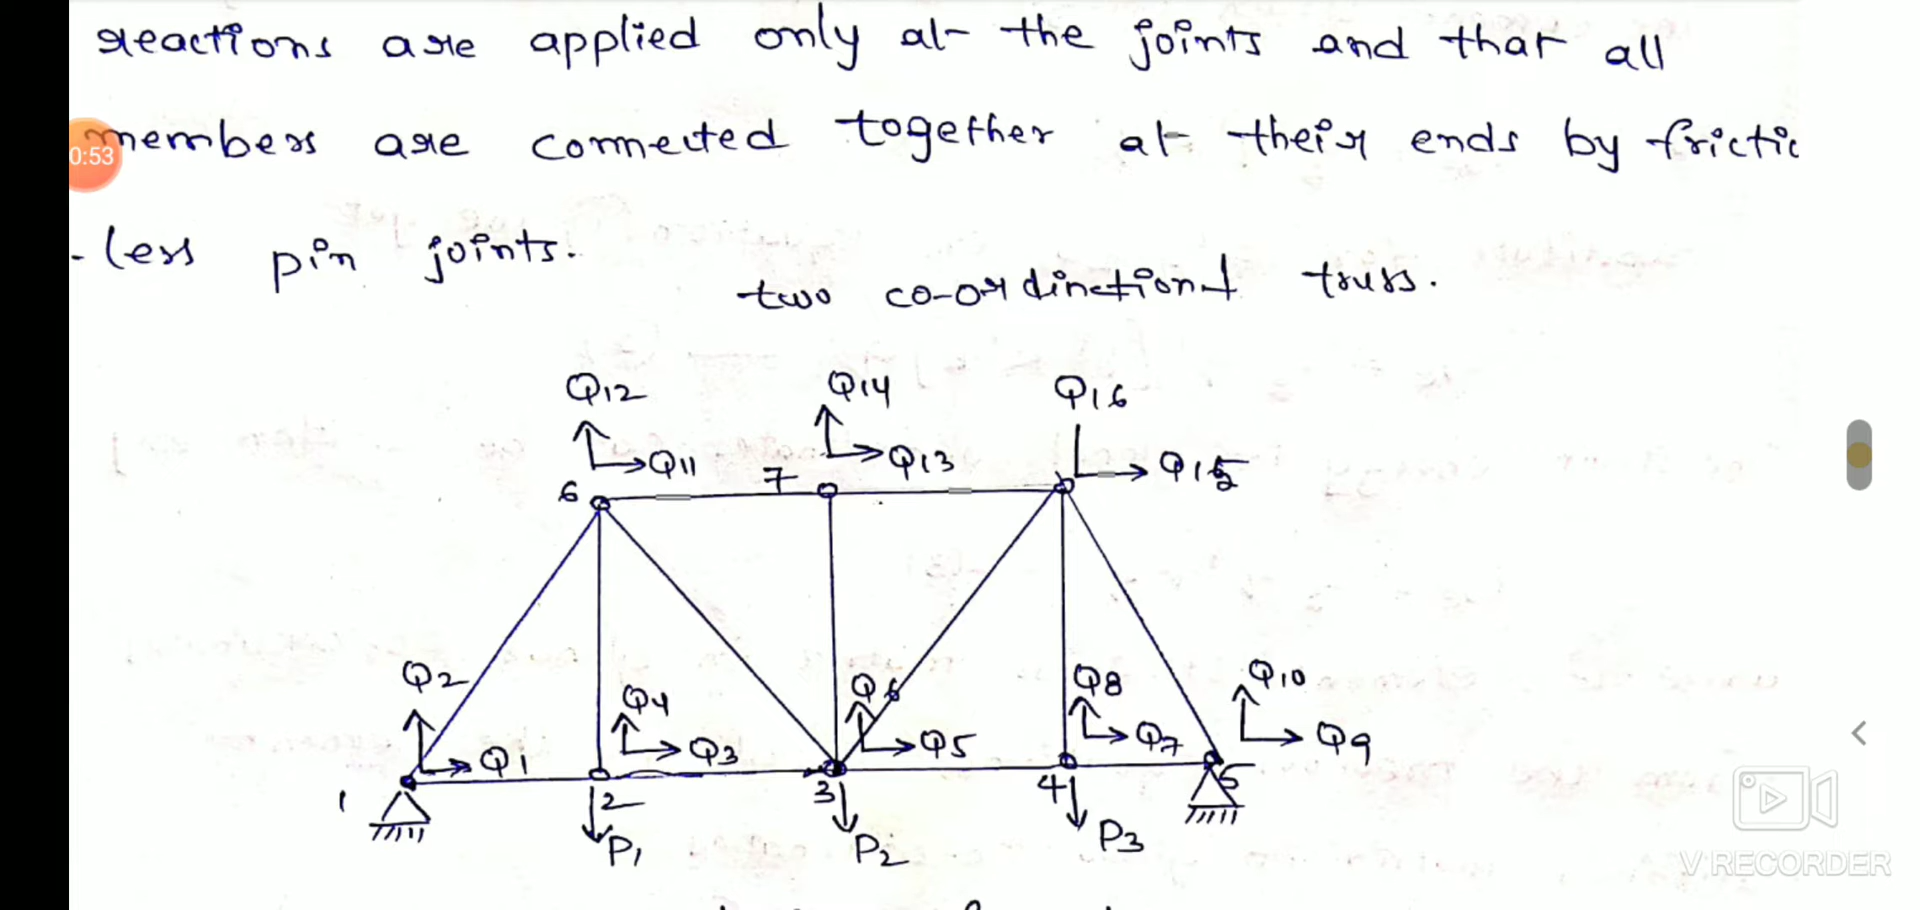 reactions are applied only at the joints and that all
0:53
members are connected together at their ends by frictio
- less pin joints.
two co-ordinctional truss.
Q12 Q14 Q16
Q11 Q13 Q15
6 7
Q2 Q4 Q6 Q8 Q10
Q1 Q3 Q5 Q7 Q9
1 2 3 4 5
P1 P2 P3
V RECORDER